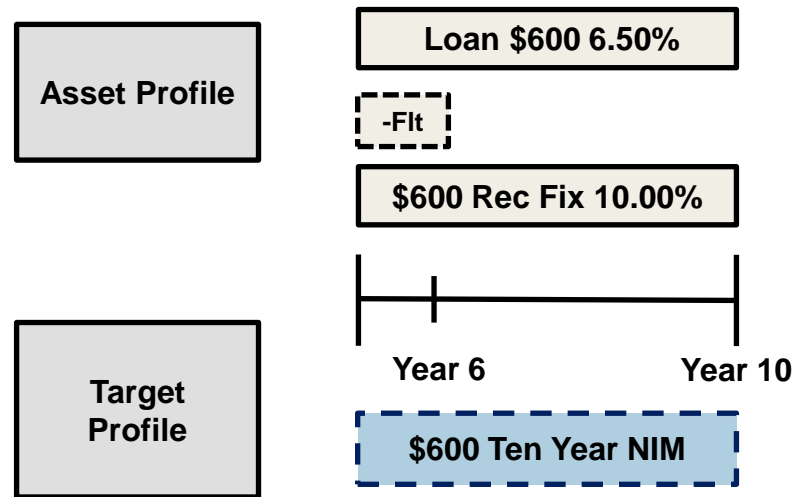 Asset Profile
Loan $600 6.50%
-Flt
$600 Rec Fix 10.00%
Year 6
Year 10
Target
Profile
$600 Ten Year NIM